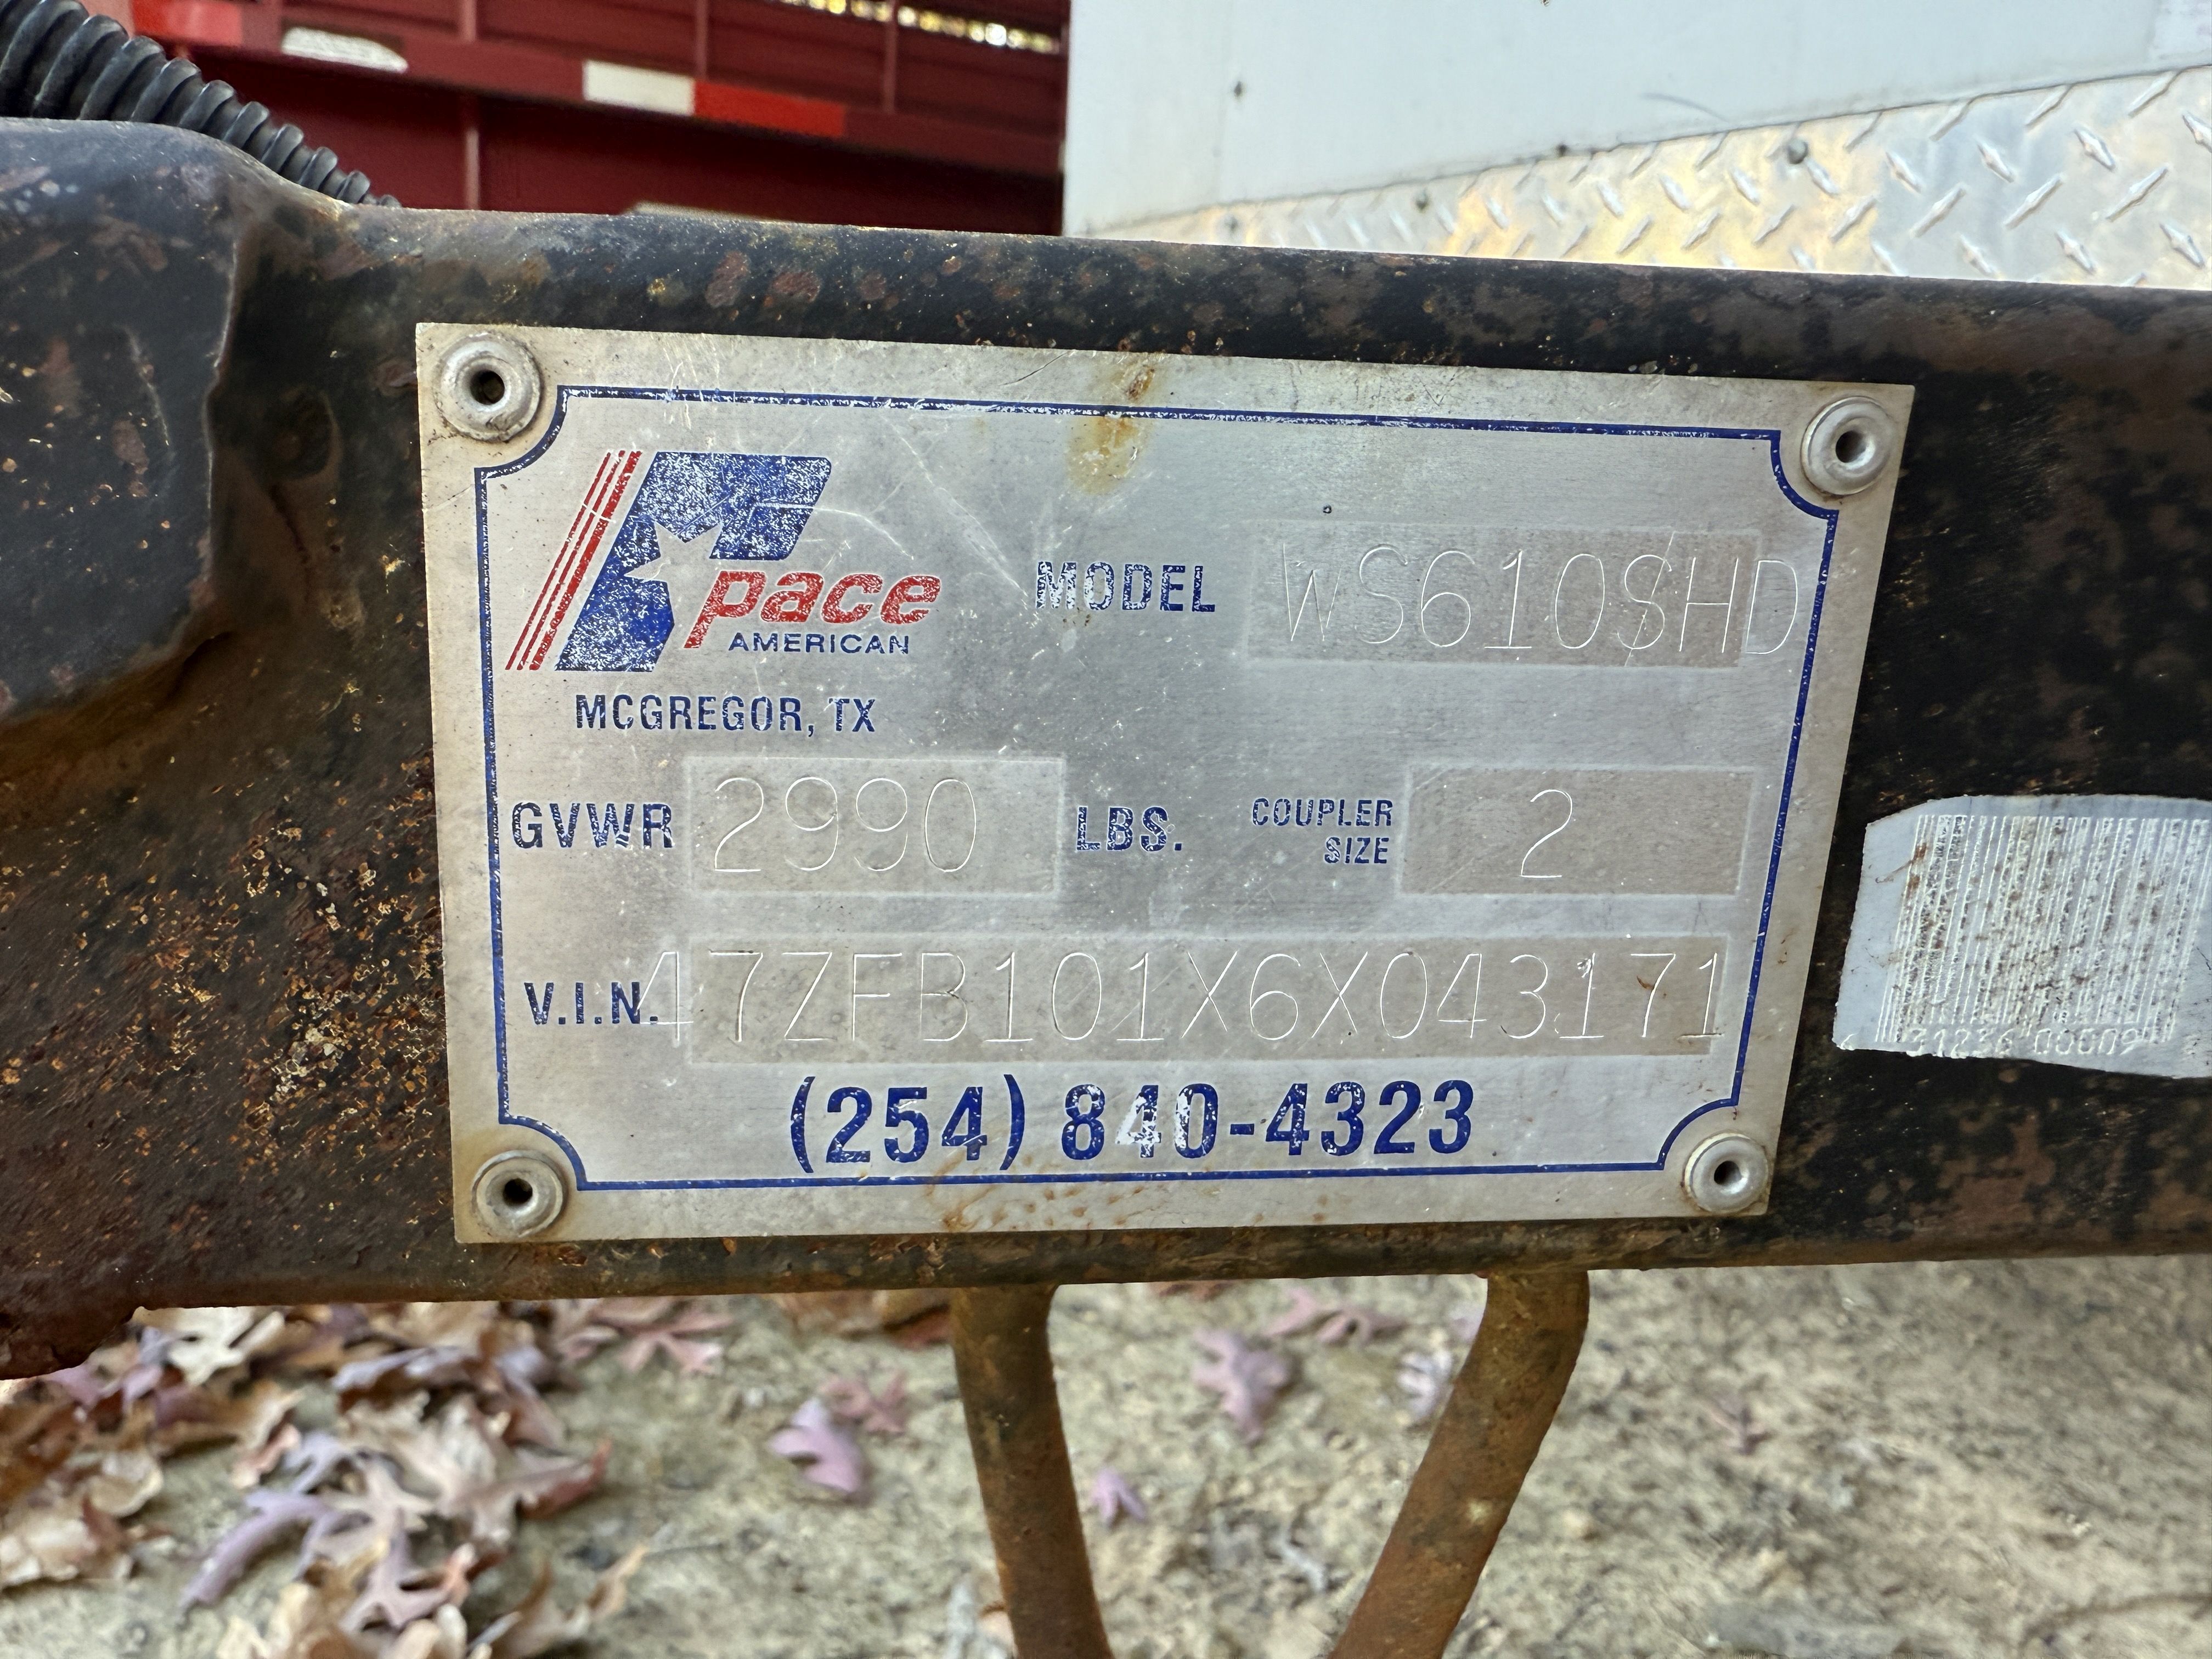 pace
AMERICAN
MCGREGOR, TX
MODEL WS610SHD
GVWR 2990 LBS.
COUPLER SIZE 2
V.I.N. 47ZFB101X6X043171
(254) 840-4323